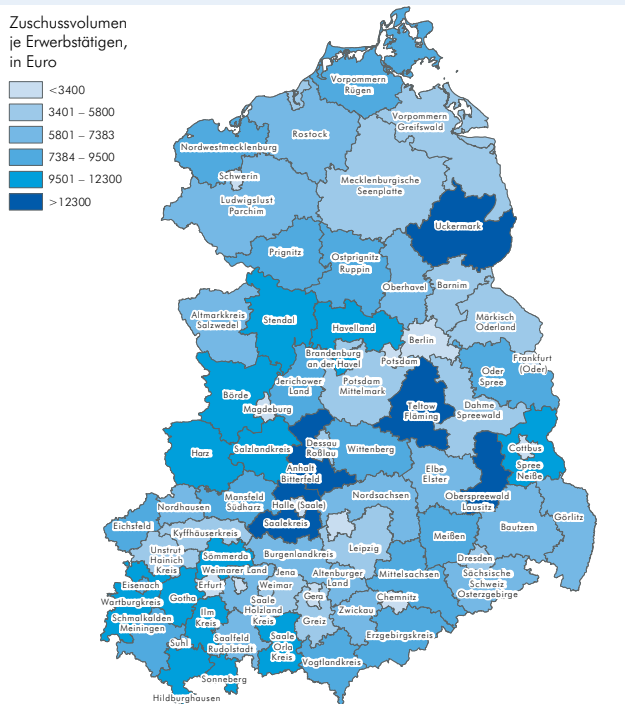 Zuschussvolumen
je Erwerbstätigen,
in Euro
<3400
3401 – 5800
5801 – 7383
7384 – 9500
9501 – 12300
>12300
Vorpommern
Rügen
Vorpommern
Greifswald
Rostock
Nordwestmecklenburg
Schwerin
Mecklenburgische
Seenplatte
Ludwigslust
Parchim
Uckermark
Prignitz
Ostprignitz
Ruppin
Oberhavel
Barnim
Altmarkkreis
Salzwedel
Stendal
Havelland
Märkisch
Oderland
Berlin
Brandenburg
an der Havel
Potsdam
Frankfurt
(Oder)
Oder
Spree
Jerichower
Land
Potsdam
Mittelmark
Börde
Magdeburg
Teltow
Fläming
Dahme
Spreewald
Harz
Salzlandkreis
Dessau
Roßlau
Wittenberg
Cottbus
Spree
Neiße
Anhalt
Bitterfeld
Elbe
Elster
Mansfeld
Südharz
Nordsachsen
Oberspreewald
Lausitz
Nordhausen
Halle (Saale)
Saalekreis
Görlitz
Eichsfeld
Kyffhäuserkreis
Bautzen
Meißen
Unstrut
Hainich
Kreis
Sömmerda
Burgenlandkreis
Leipzig
Dresden
Weimarer Land
Jena
Altenburger
Land
Mittelsachsen
Sächsische
Schweiz
Osterzgebirge
Eisenach
Erfurt
Weimar
Wartburgkreis
Gotha
Saale
Holzland
Kreis
Gera
Chemnitz
Schmalkalden
Meiningen
Ilm
Kreis
Greiz
Zwickau
Suhl
Saalfeld
Rudolstadt
Saale
Orla
Kreis
Erzgebirgskreis
Vogtlandkreis
Sonneberg
Hildburghausen